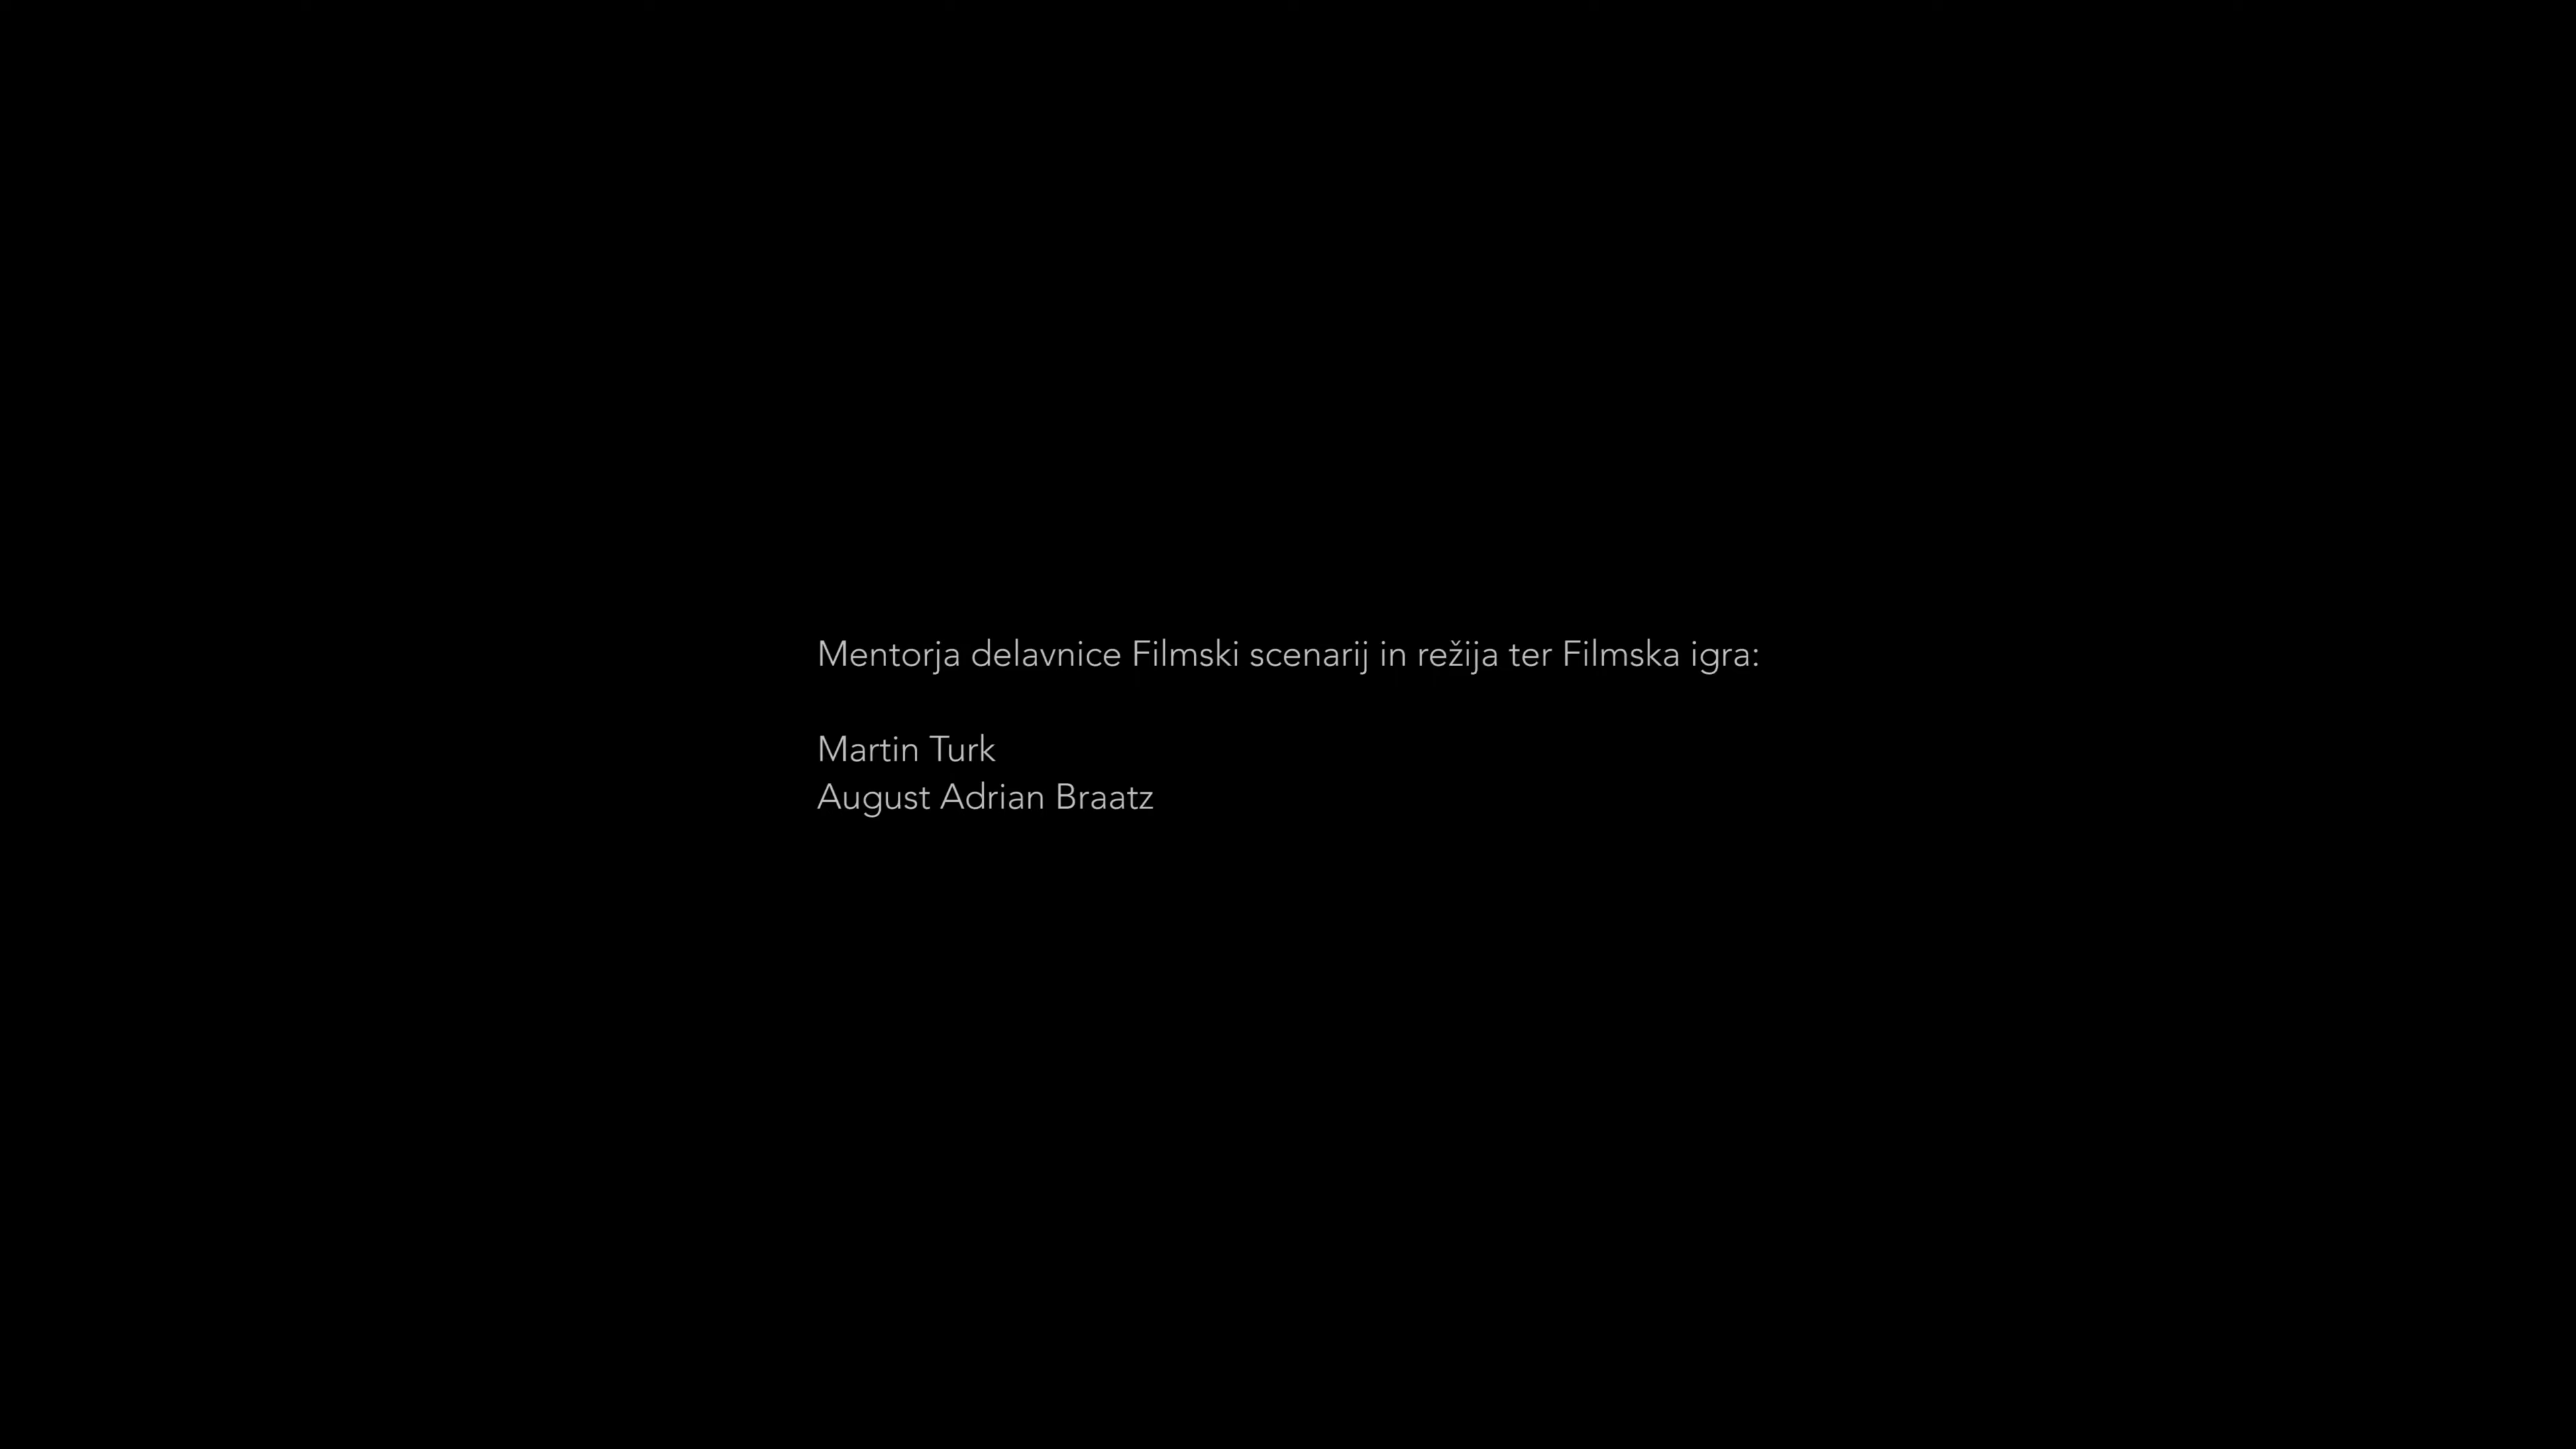 Mentorja delavnice Filmski scenarij in režija ter Filmska igra:
Martin Turk
August Adrian Braatz